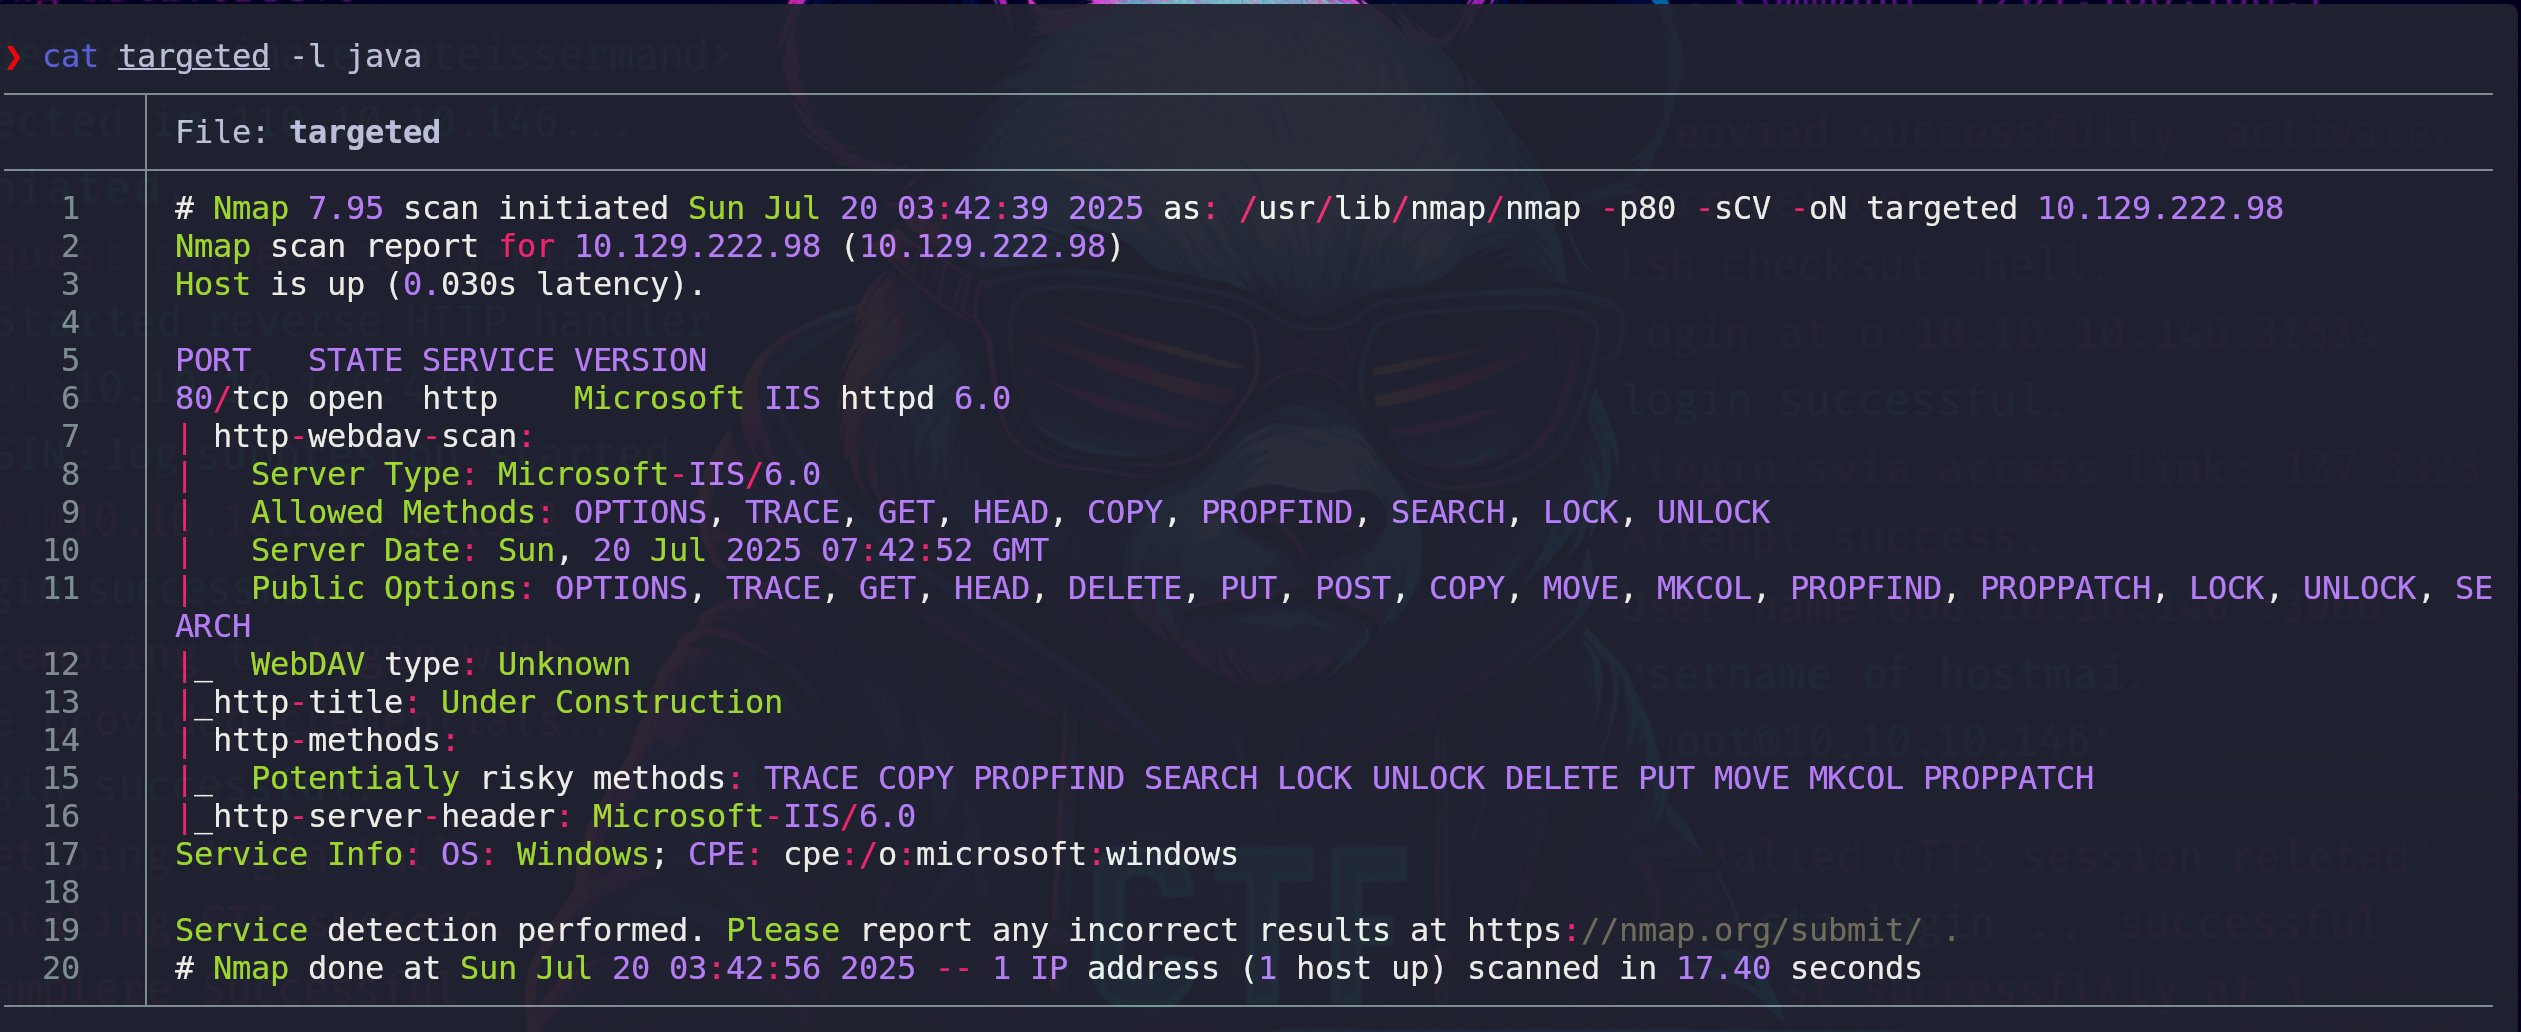 ❯ cat targeted -l java
File: targeted
1 # Nmap 7.95 scan initiated Sun Jul 20 03:42:39 2025 as: /usr/lib/nmap/nmap -p80 -sCV -oN targeted 10.129.222.98
2 Nmap scan report for 10.129.222.98 (10.129.222.98)
3 Host is up (0.030s latency).
4
5 PORT   STATE SERVICE VERSION
6 80/tcp open  http    Microsoft IIS httpd 6.0
7 | http-webdav-scan:
8 |   Server Type: Microsoft-IIS/6.0
9 |   Allowed Methods: OPTIONS, TRACE, GET, HEAD, COPY, PROPFIND, SEARCH, LOCK, UNLOCK
10 |   Server Date: Sun, 20 Jul 2025 07:42:52 GMT
11 |   Public Options: OPTIONS, TRACE, GET, HEAD, DELETE, PUT, POST, COPY, MOVE, MKCOL, PROPFIND, PROPPATCH, LOCK, UNLOCK, SE
ARCH
12 |_  WebDAV type: Unknown
13 |_http-title: Under Construction
14 | http-methods:
15 |_  Potentially risky methods: TRACE COPY PROPFIND SEARCH LOCK UNLOCK DELETE PUT MOVE MKCOL PROPPATCH
16 |_http-server-header: Microsoft-IIS/6.0
17 Service Info: OS: Windows; CPE: cpe:/o:microsoft:windows
18
19 Service detection performed. Please report any incorrect results at https://nmap.org/submit/ .
20 # Nmap done at Sun Jul 20 03:42:56 2025 -- 1 IP address (1 host up) scanned in 17.40 seconds
CTF